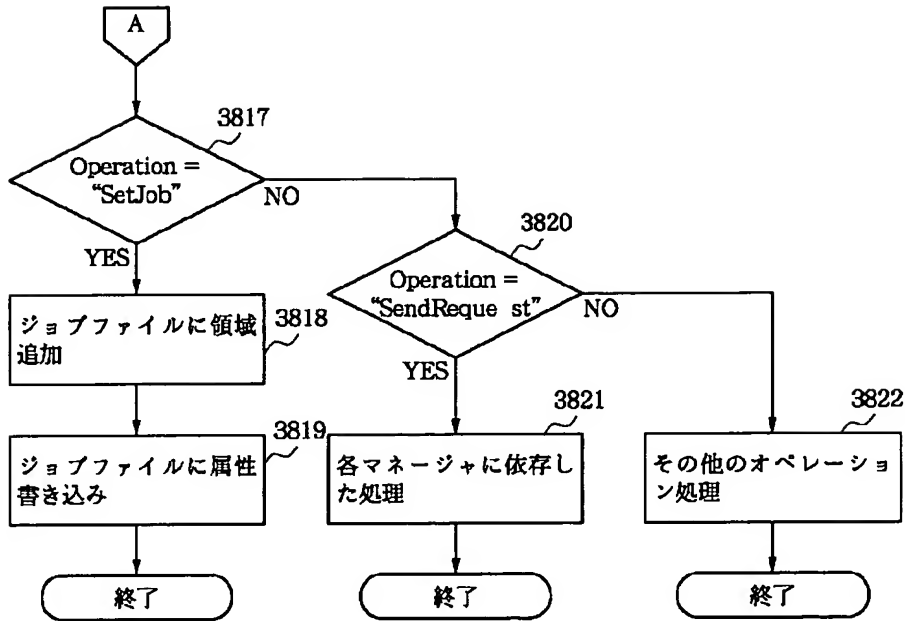 A
3817
Operation =
“SetJob”
NO
YES
3820
Operation =
“SendReque st”
NO
YES
ジョブファイルに領域
追加
3818
ジョブファイルに属性
書き込み
3819
3821
各マネージャに依存し
た処理
3822
その他のオペレーショ
ン処理
終了
終了
終了